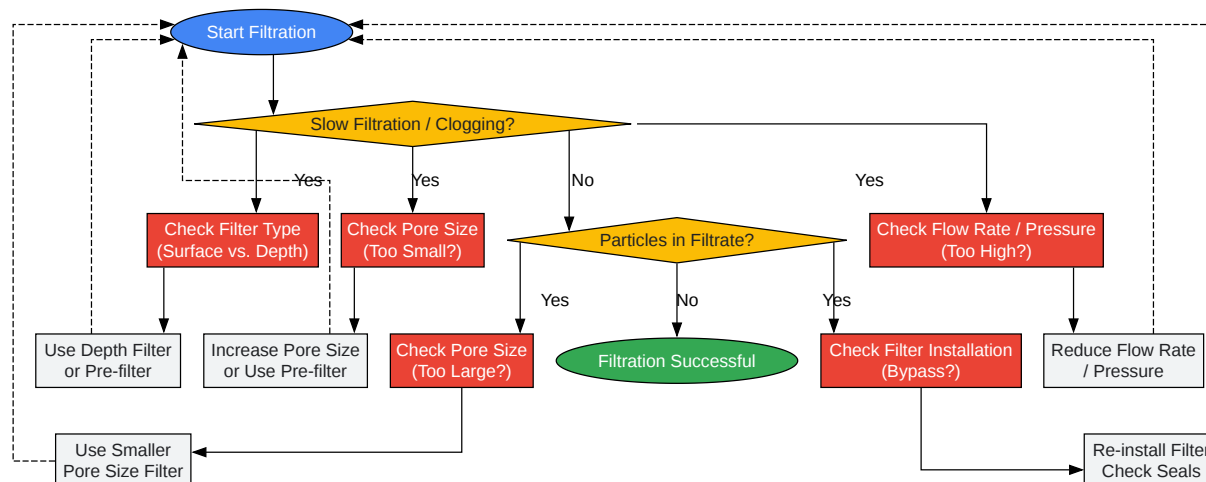 Start Filtration
Slow Filtration / Clogging?
Yes
Yes
No
Yes
Check Filter Type
(Surface vs. Depth)
Check Pore Size
(Too Small?)
Particles in Filtrate?
Check Flow Rate / Pressure
(Too High?)
Yes
No
Yes
Use Depth Filter
or Pre-filter
Increase Pore Size
or Use Pre-filter
Check Pore Size
(Too Large?)
Filtration Successful
Check Filter Installation
(Bypass?)
Reduce Flow Rate
/ Pressure
Use Smaller
Pore Size Filter
Re-install Filter
Check Seals